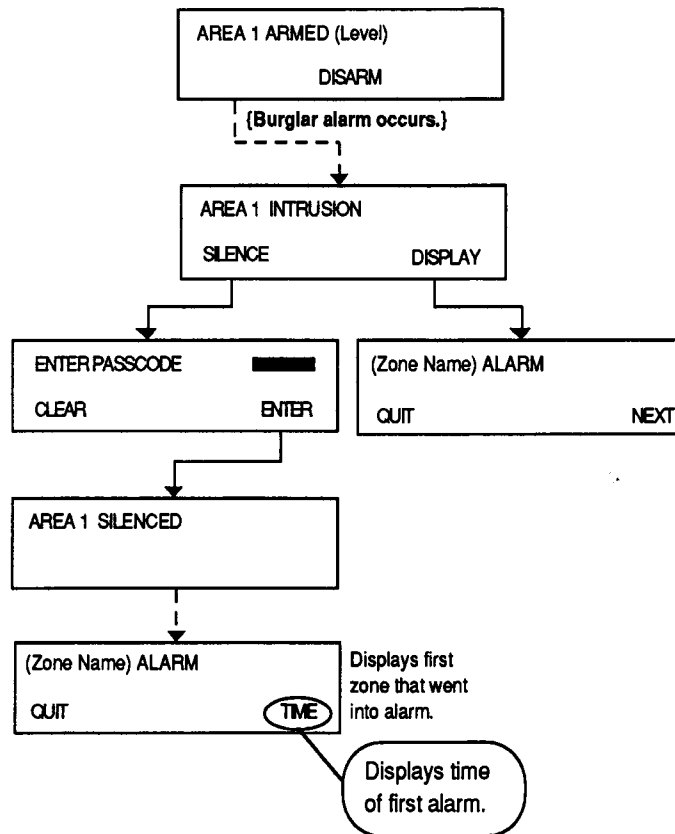 AREA 1 ARMED (Level)
DISARM
{Burglar alarm occurs.}
AREA 1 INTRUSION
SILENCE DISPLAY
ENTER PASSCODE
CLEAR ENTER
(Zone Name) ALARM
QUIT NEXT
AREA 1 SILENCED
(Zone Name) ALARM
QUIT TIME
Displays first
zone that went
into alarm.
Displays time
of first alarm.